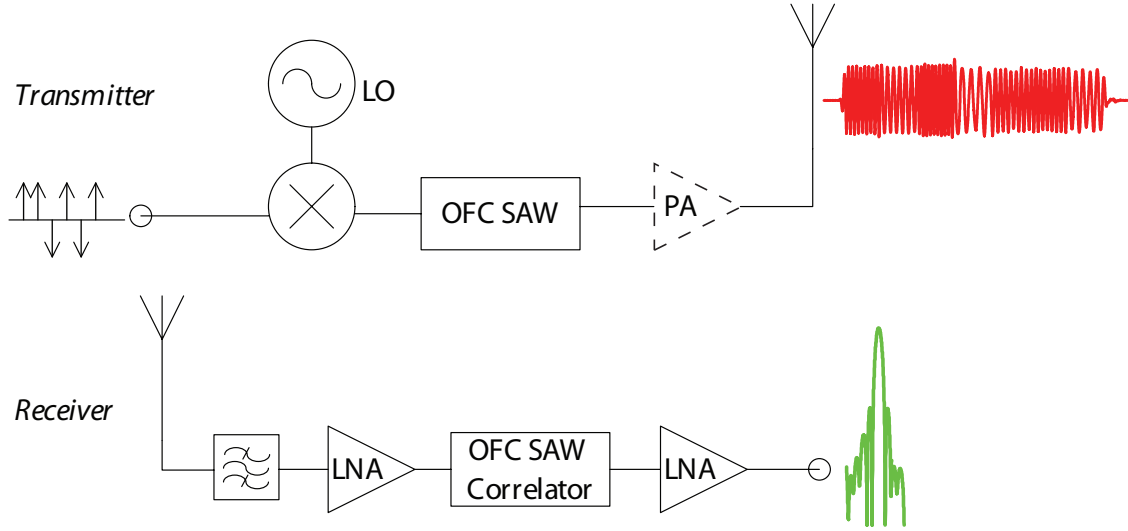 Transmitter
LO
OFC SAW
PA
Receiver
LNA
OFC SAW
Correlator
LNA